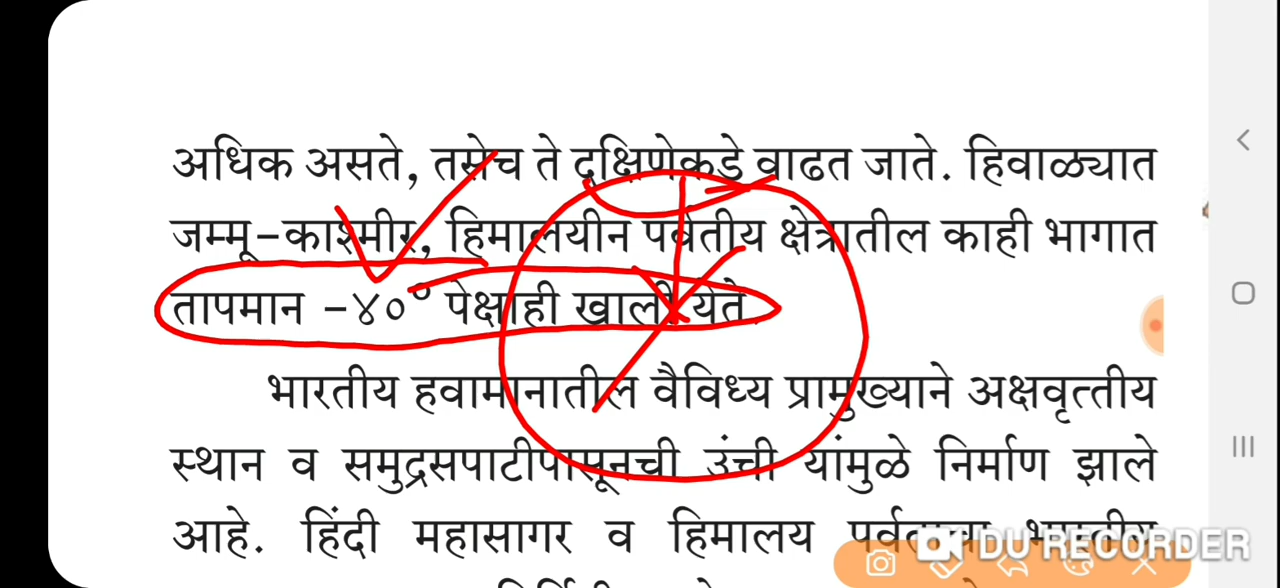 अधिक असते, तसेच ते दक्षिणेकडे वाढत जाते. हिवाळ्यात
जम्मू-काश्मीर, हिमालयीन पर्वतीय क्षेत्रातील काही भागात
तापमान -४०° पेक्षाही खाली येते.
भारतीय हवामानातील वैविध्य प्रामुख्याने अक्षवृत्तीय
स्थान व समुद्रसपाटीपासूनची उंची यांमुळे निर्माण झाले
आहे. हिंदी महासागर व हिमालय भारतीय
DU RECORDER